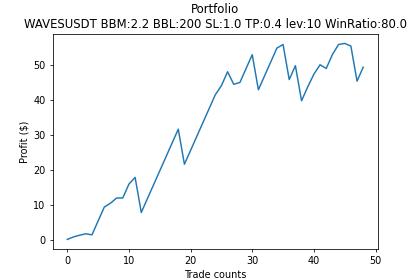 Portfolio
WAVESUSDT BBM:2.2 BBL:200 SL:1.0 TP:0.4 lev:10 WinRatio:80.0
Profit ($)
50
40
30
20
10
0
0 10 20 30 40 50
Trade counts